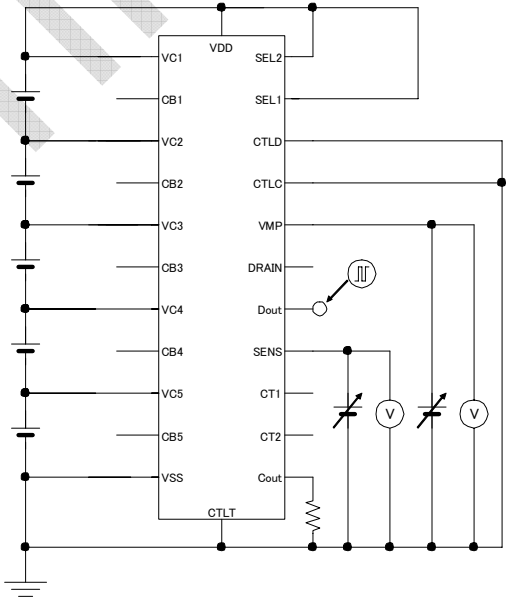 VDD
VC1
SEL2
CB1
SEL1
VC2
CTLD
CB2
CTLC
VC3
VMP
CB3
DRAIN
VC4
Dout
CB4
SENS
VC5
CT1
V
V
CB5
CT2
VSS
Cout
CTLT